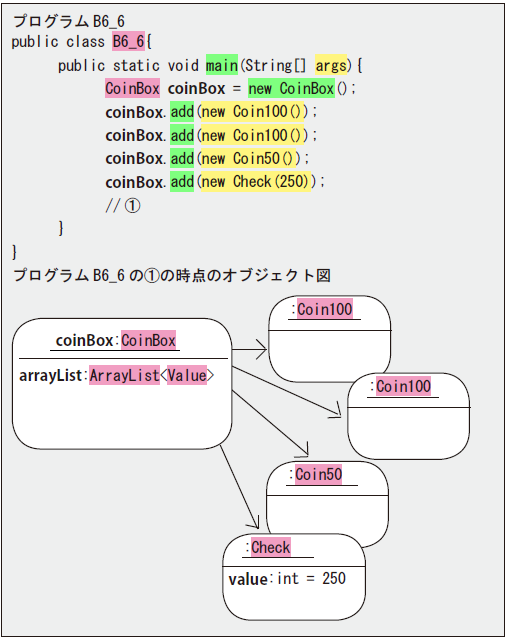 プログラム B6_6
public class B6_6{
public static void main(String[] args){
CoinBox coinBox = new CoinBox();
coinBox.add(new Coin100());
coinBox.add(new Coin100());
coinBox.add(new Coin50());
coinBox.add(new Check(250));
// ①
}
}
プログラム B6_6 の①の時点のオブジェクト図
:Coin100
coinBox:CoinBox
arrayList:ArrayList<Value>
:Coin100
:Coin50
:Check
value:int = 250